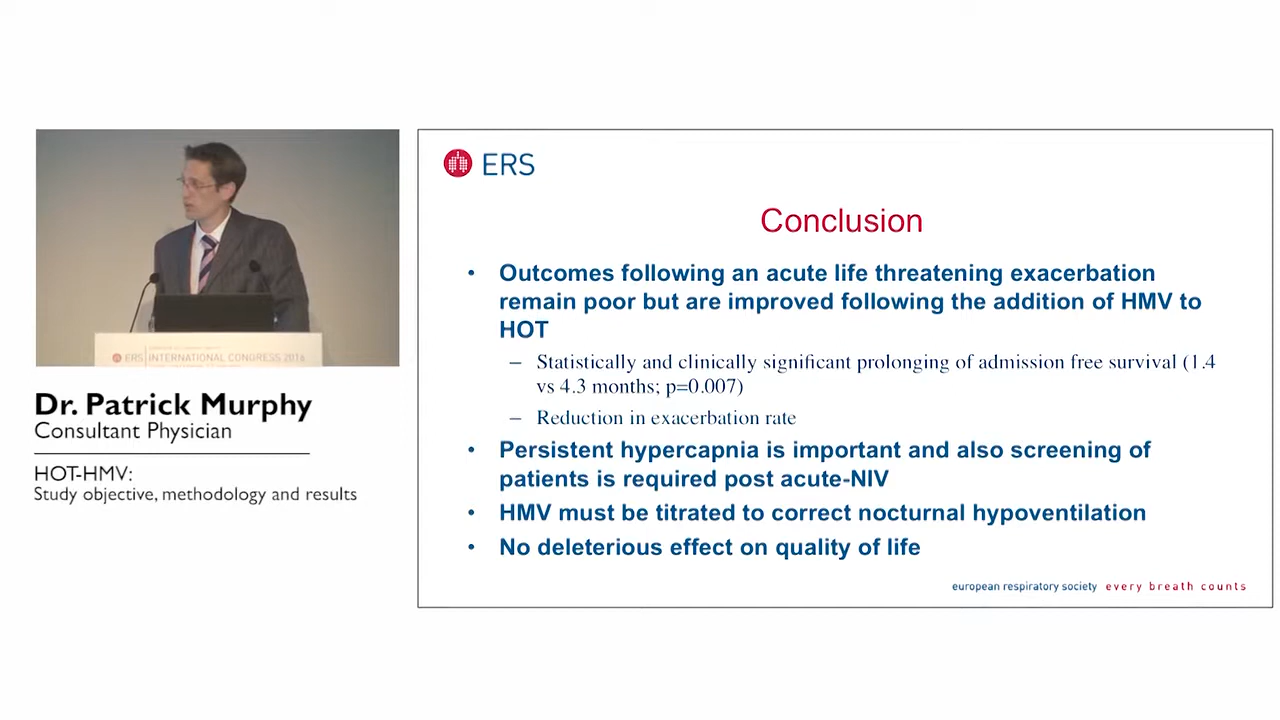 ERS
Conclusion
• Outcomes following an acute life threatening exacerbation
remain poor but are improved following the addition of HMV to
HOT
– Statistically and clinically significant prolonging of admission free survival (1.4
vs 4.3 months; p=0.007)
– Reduction in exacerbation rate
• Persistent hypercapnia is important and also screening of
patients is required post acute-NIV
• HMV must be titrated to correct nocturnal hypoventilation
• No deleterious effect on quality of life
european respiratory society every breath counts
ERS INTERNATIONAL CONGRESS 2016
Dr. Patrick Murphy
Consultant Physician
HOT-HMV:
Study objective, methodology and results